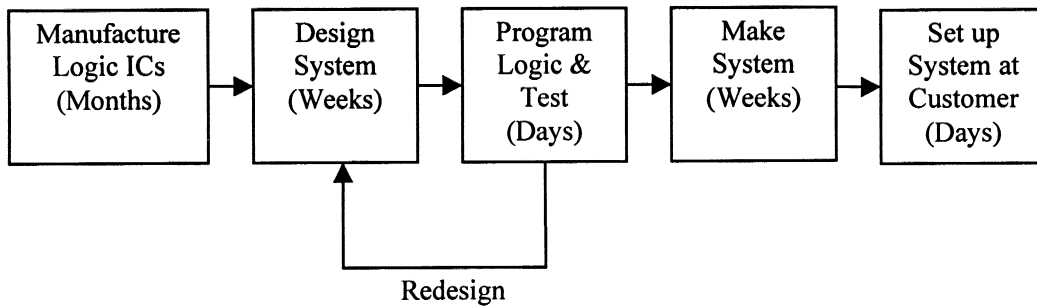 Manufacture
Logic ICs
(Months)
Design
System
(Weeks)
Program
Logic &
Test
(Days)
Make
System
(Weeks)
Set up
System at
Customer
(Days)
Redesign